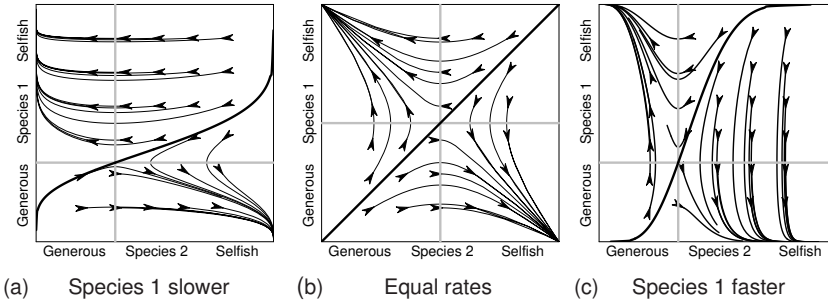 Selfish
Species 1
Generous
Generous Species 2 Selfish
(a) Species 1 slower
Selfish
Species 1
Generous
Generous Species 2 Selfish
(b) Equal rates
Selfish
Species 1
Generous
Generous Species 2 Selfish
(c) Species 1 faster